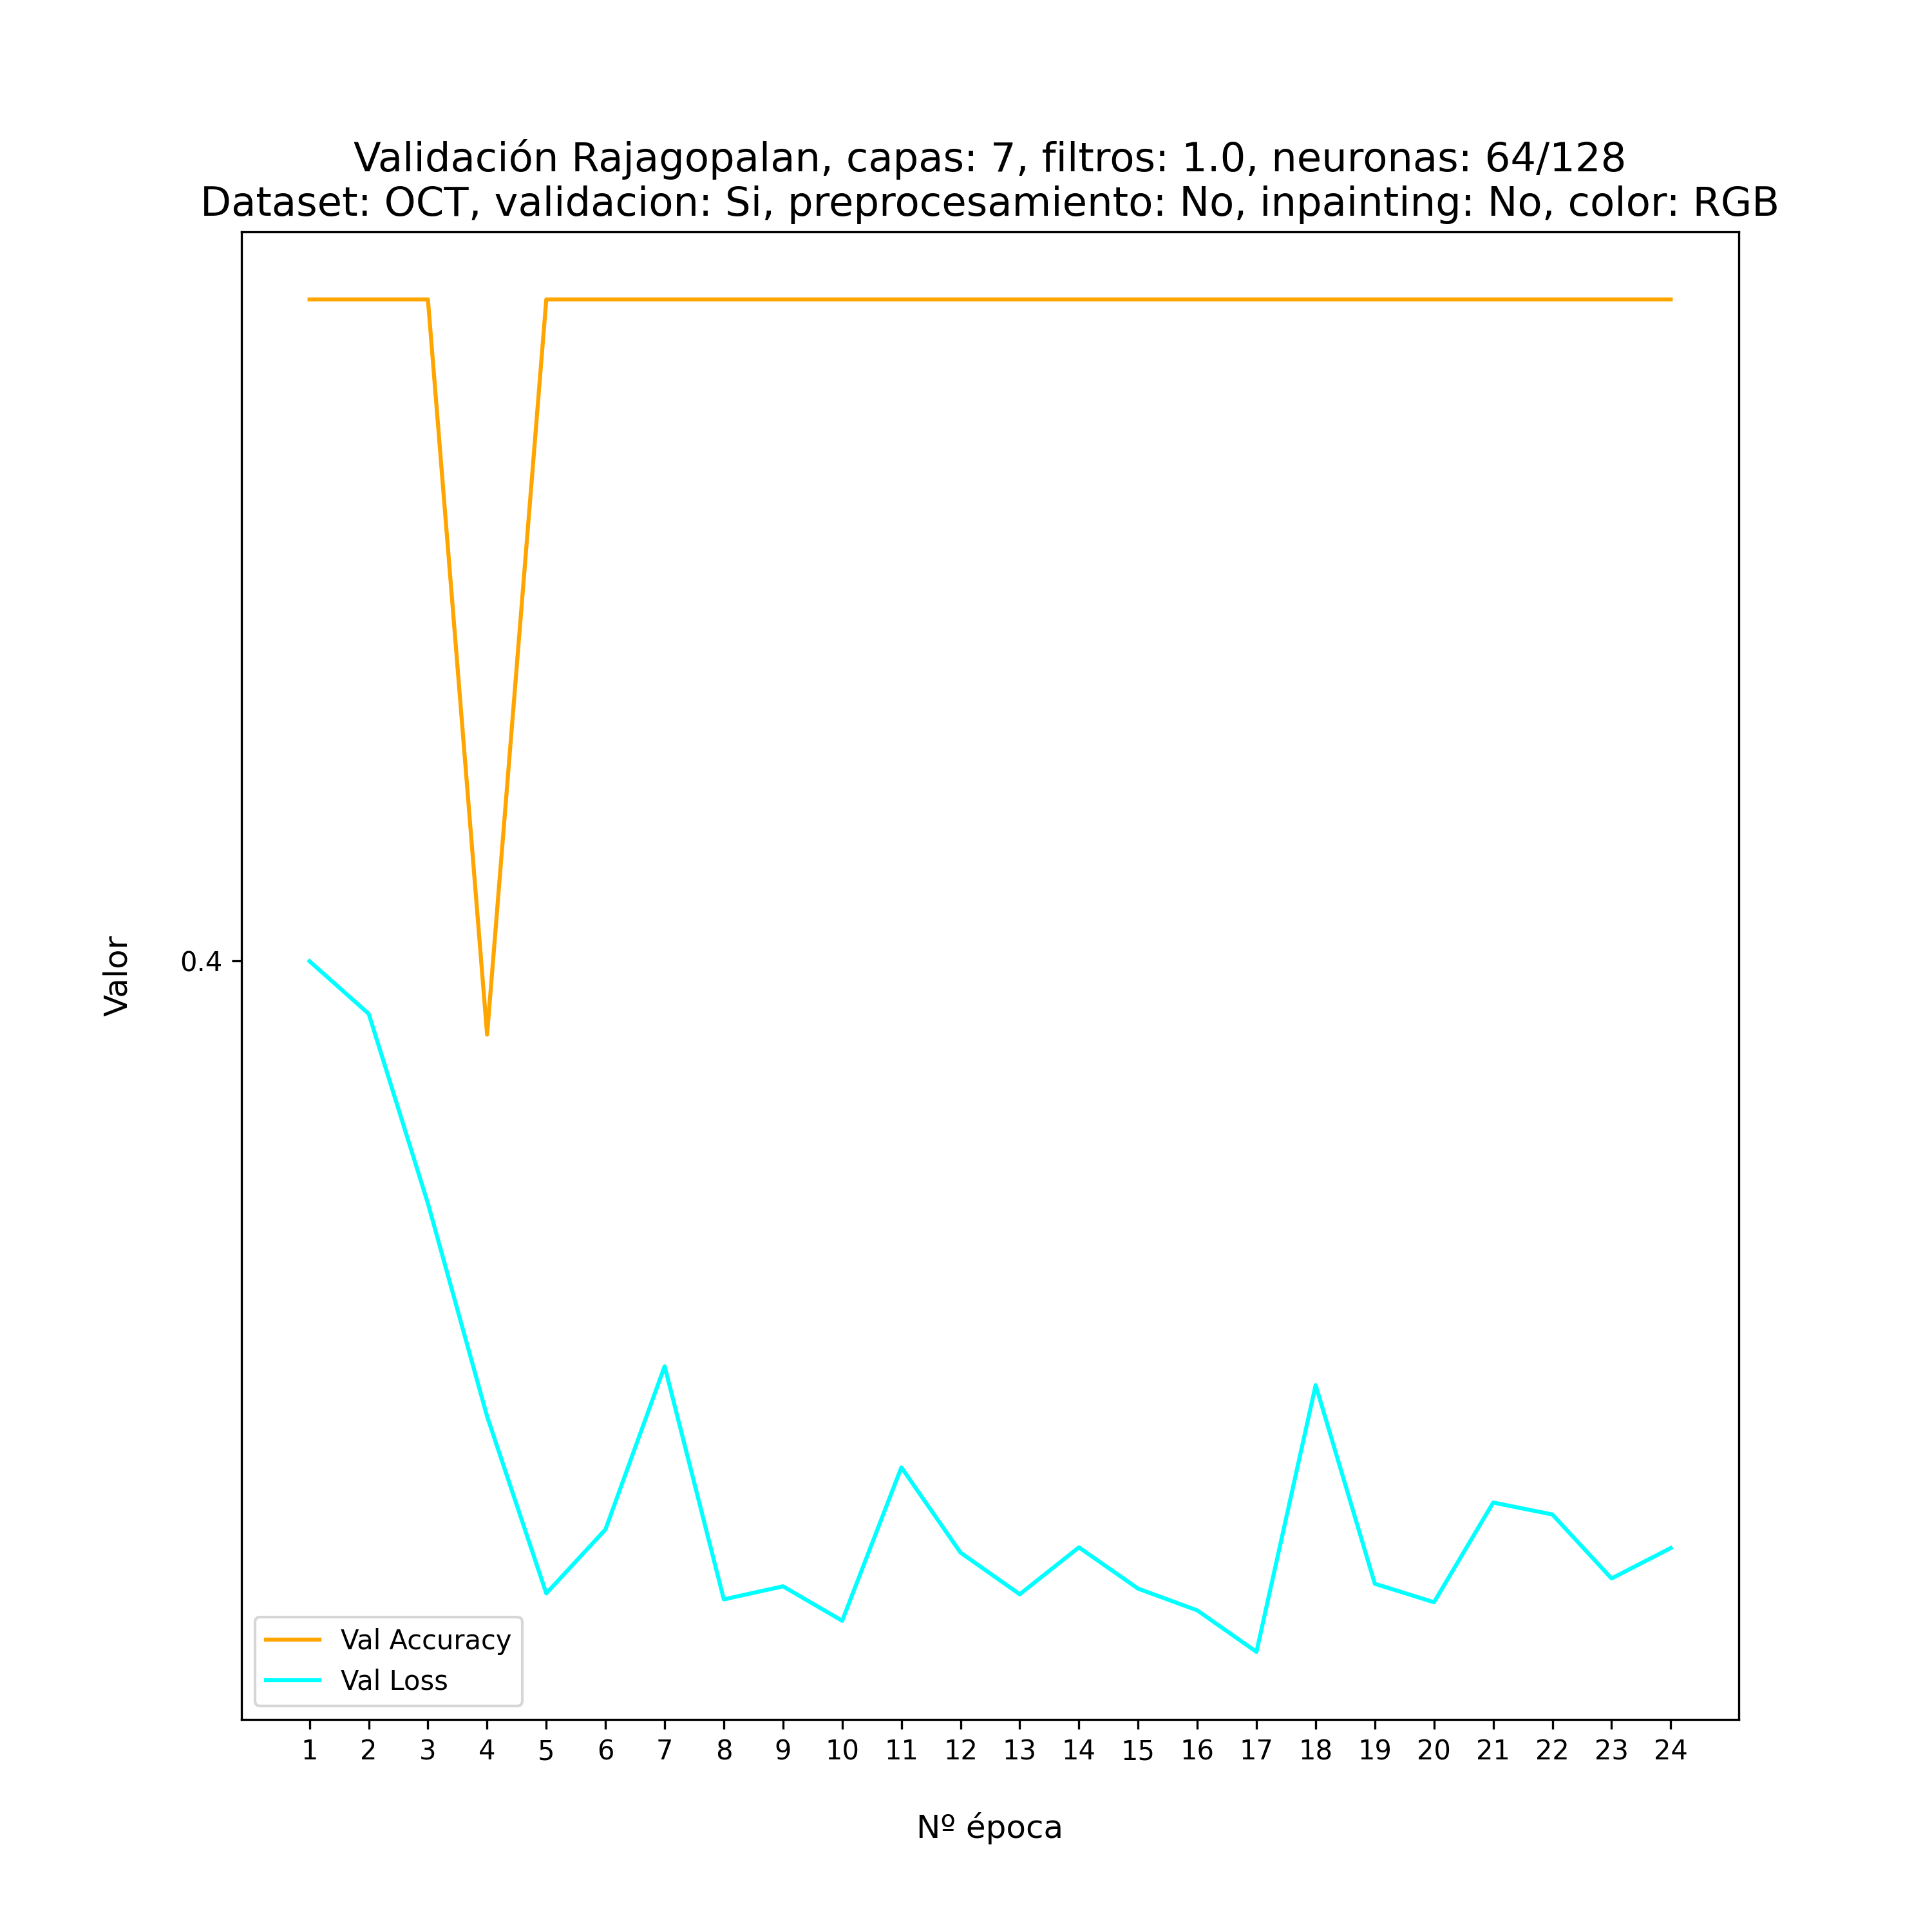 Validación Rajagopalan, capas: 7, filtros: 1.0, neuronas: 64/128
Dataset: OCT, validacion: Si, preprocesamiento: No, inpainting: No, color: RGB
Valor
0.4
Val Accuracy
Val Loss
1 2 3 4 5 6 7 8 9 10 11 12 13 14 15 16 17 18 19 20 21 22 23 24
Nº época